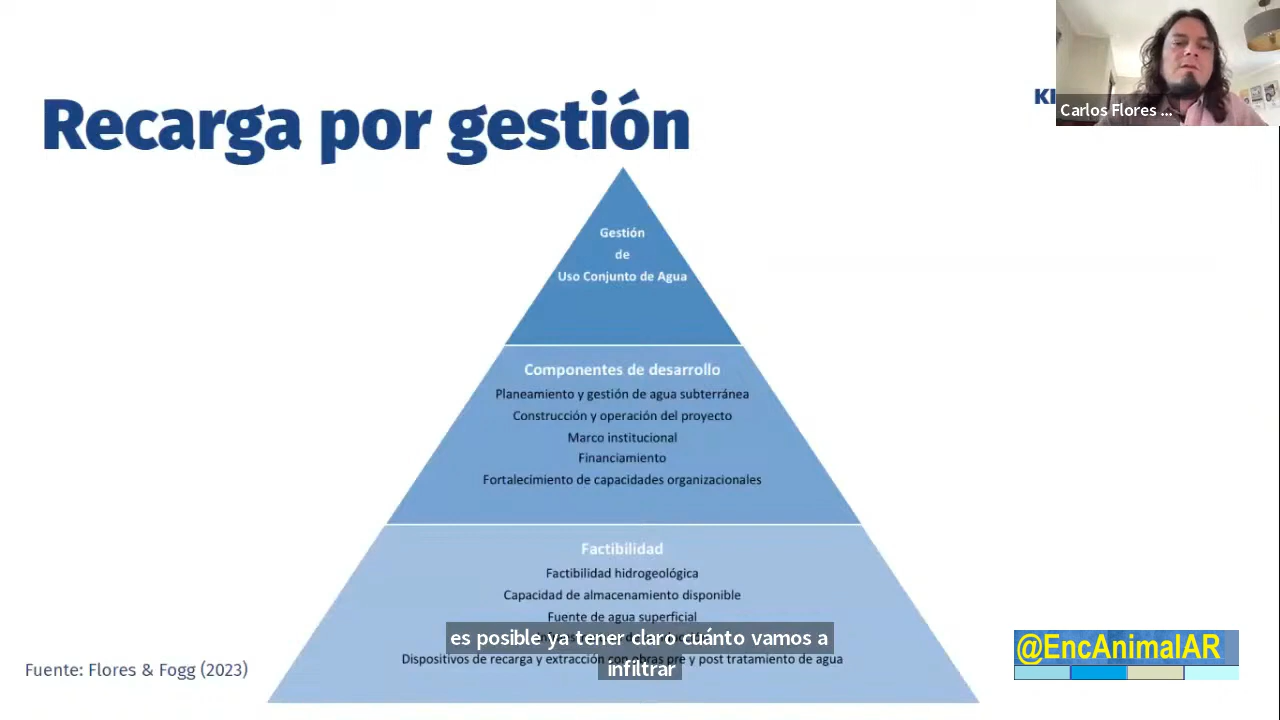 Recarga por gestión
KI
Carlos Flores ...
Gestión
de
Uso Conjunto de Agua
Componentes de desarrollo
Planeamiento y gestión de agua subterránea
Construcción y operación del proyecto
Marco institucional
Financiamiento
Fortalecimiento de capacidades organizacionales
Factibilidad
Factibilidad hidrogeológica
Capacidad de almacenamiento disponible
Fuente de agua superficial
es posible ya tener claro cuánto vamos a
infiltrar
Dispositivos de recarga y extracción con obras pre y post tratamiento de agua
Fuente: Flores & Fogg (2023)
@EncAnimalAR